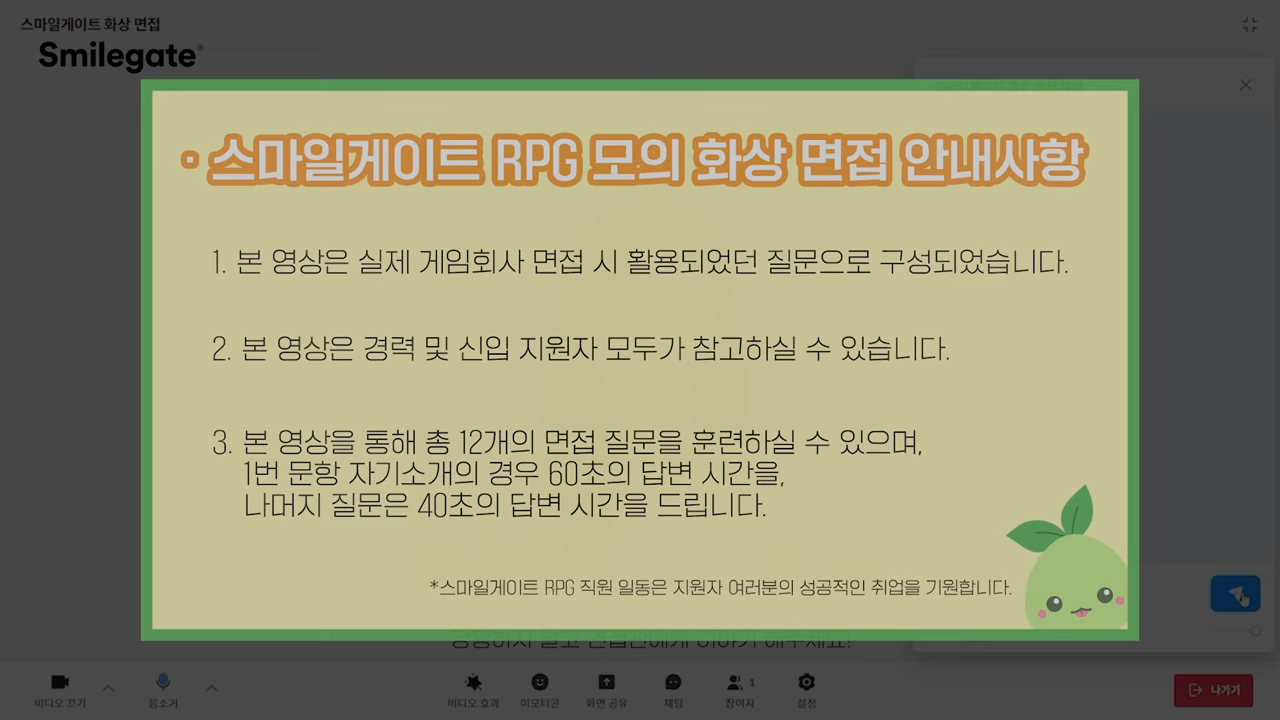 스마일게이트 화상 면접
Smilegate
· 스마일게이트 RPG 모의 화상 면접 안내사항
1. 본 영상은 실제 게임회사 면접 시 활용되었던 질문으로 구성되었습니다.
2. 본 영상은 경력 및 신입 지원자 모두가 참고하실 수 있습니다.
3. 본 영상을 통해 총 12개의 면접 질문을 훈련하실 수 있으며,
1번 문항 자기소개의 경우 60초의 답변 시간을,
나머지 질문은 40초의 답변 시간을 드립니다.
*스마일게이트 RPG 직원 일동은 지원자 여러분의 성공적인 취업을 기원합니다.
비디오 끄기
음소거
비디오 효과
이모티콘
화면 공유
채팅
1
참여자
설정
나가기